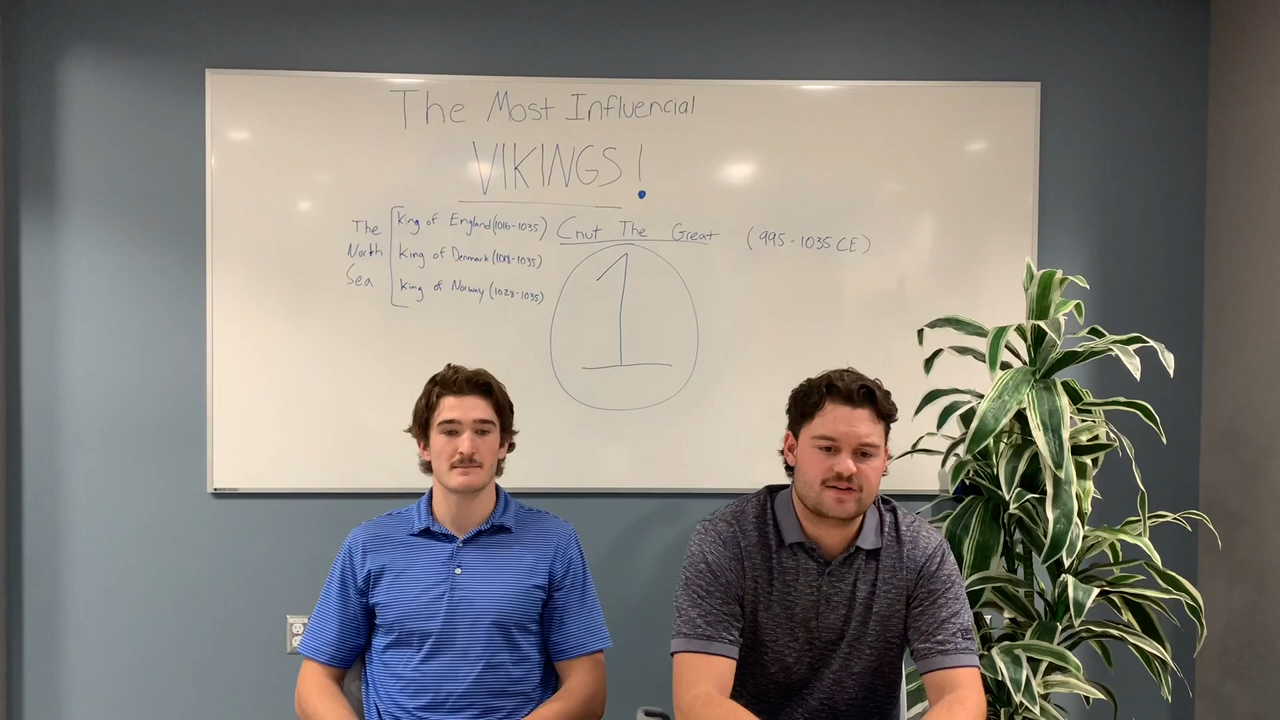 The Most Influencial
VIKINGS!
Cnut The Great (995-1035 CE)
The North Sea
King of England (1016-1035)
King of Denmark (1018-1035)
King of Norway (1028-1035)
1